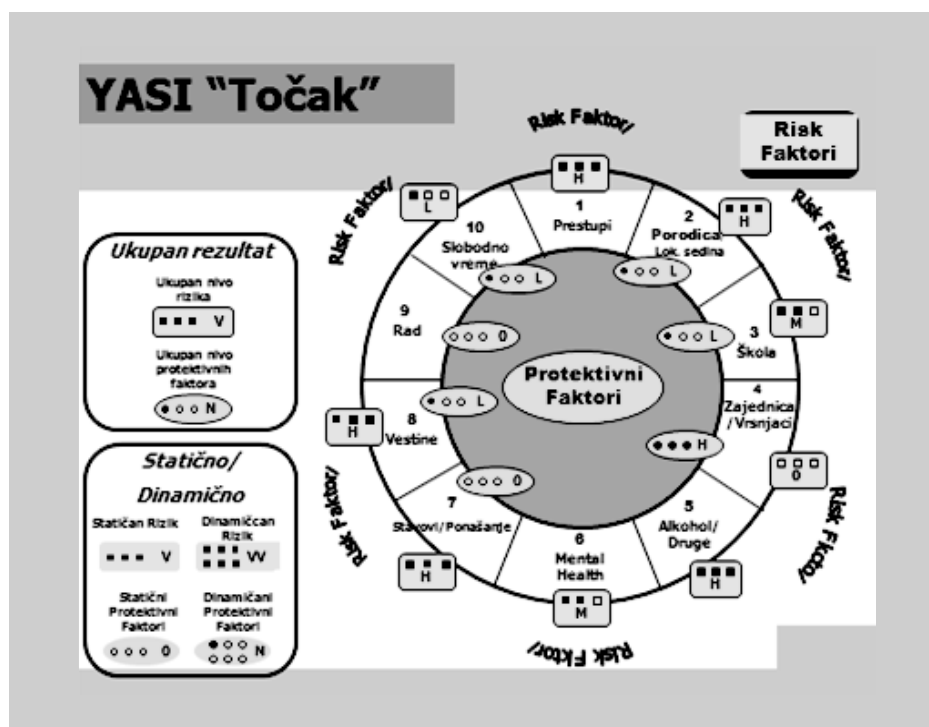 YASI “Točak”
Risk
Faktori
Ukupan rezultat
Ukupan nivo
rizika
V
Ukupan nivo
protektivnih
faktora
N
Statično/
Dinamično
Statičan Rizik
V
Dinamičcan
Rizik
VV
Statični
Protektivni
Faktori
0
Dinamičani
Protektivni
Faktori
N
Risk Faktor/
H
1
Prestupi
2
Porodica/
Lok. sedina
H
L
Risk Faktor/
M
3
Škola
L
4
Zajednica
/Vrsnjaci
0
H
Risk Fkcto/
5
Alkohol/
Druge
H
6
Mental
Health
M
Risk Fktor/
7
Stavovi/Ponašanje
H
0
Risk Faktor/
8
Vestine
H
L
9
Rad
0
Risk Faktor/
10
Slobodno
vreme
L
L
Protektivni
Faktori